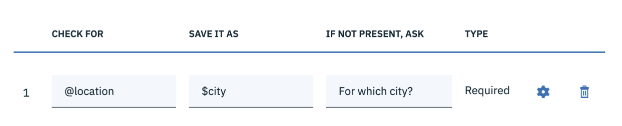 CHECK FOR SAVE IT AS IF NOT PRESENT, ASK TYPE
1 @location $city For which city? Required